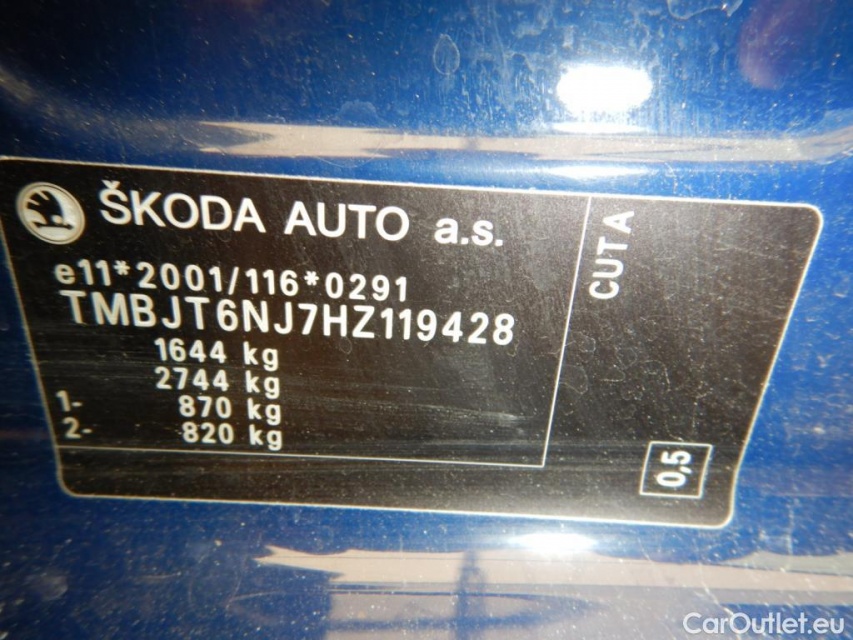 ŠKODA AUTO a.s.
e11*2001/116*0291
TMBJT6NJ7HZ119428
1644 kg
2744 kg
1- 870 kg
2- 820 kg
CUTA
0,5
CarOutlet.eu